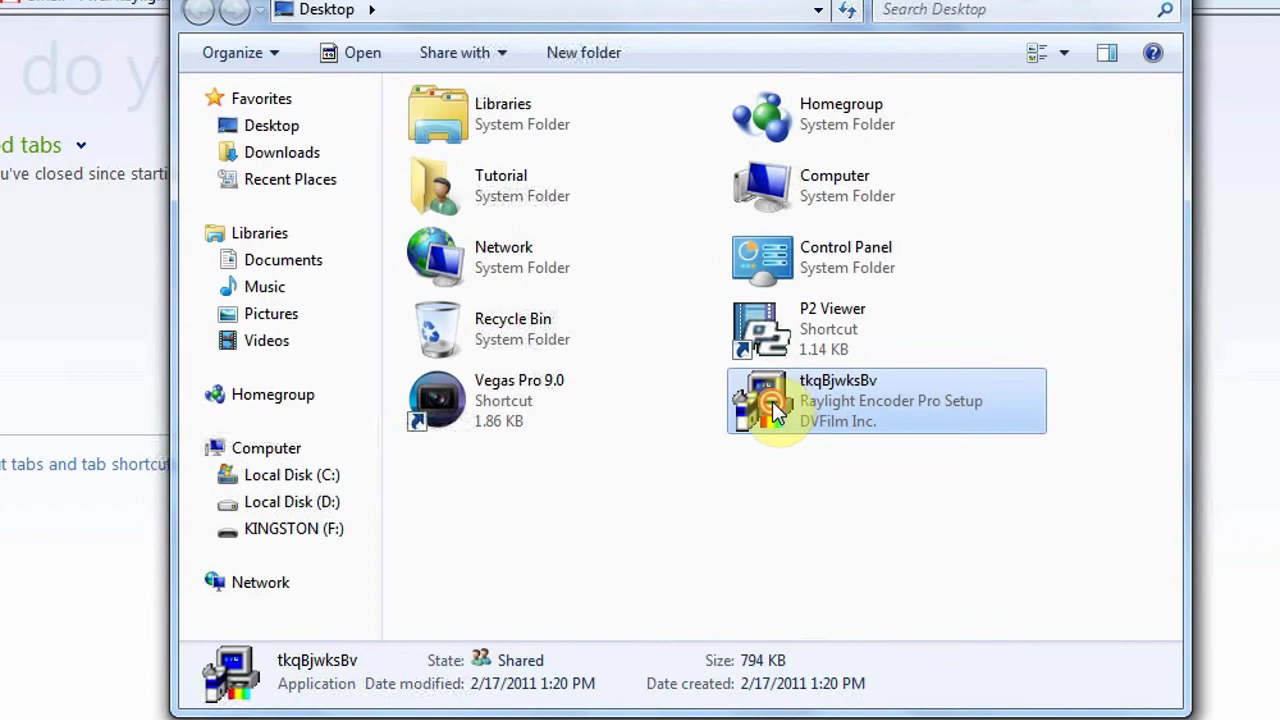 Desktop
Search Desktop
Organize
Open
Share with
New folder
do y
d tabs
u've closed since starti
t tabs and tab shortcu
Favorites
Desktop
Downloads
Recent Places
Libraries
Documents
Music
Pictures
Videos
Homegroup
Computer
Local Disk (C:)
Local Disk (D:)
KINGSTON (F:)
Network
Libraries
System Folder
Homegroup
System Folder
Tutorial
System Folder
Computer
System Folder
Network
System Folder
Control Panel
System Folder
Recycle Bin
System Folder
P2 Viewer
Shortcut
1.14 KB
Vegas Pro 9.0
Shortcut
1.86 KB
tkqBjwksBv
Raylight Encoder Pro Setup
DVFilm Inc.
tkqBjwksBv
State: Shared
Size: 794 KB
Application
Date modified: 2/17/2011 1:20 PM
Date created: 2/17/2011 1:20 PM